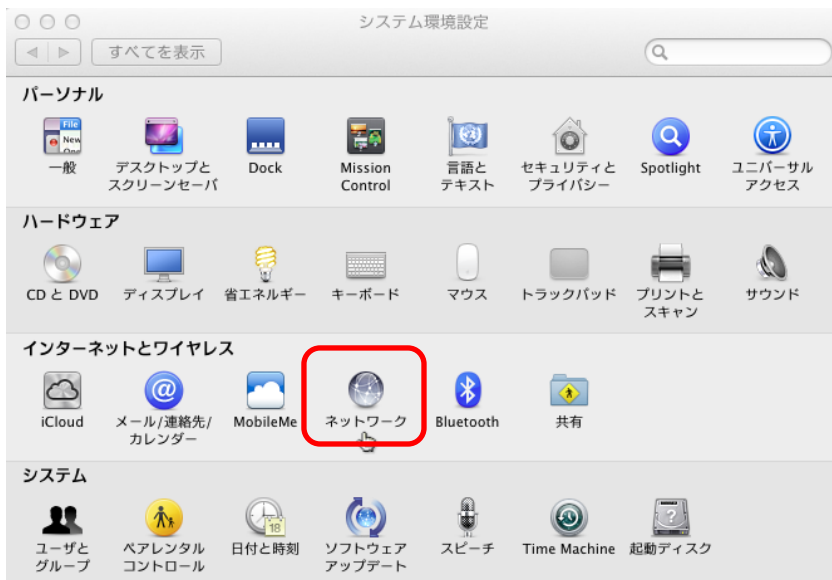 システム環境設定
すべてを表示
パーソナル
File
New
一般
デスクトップと
スクリーンセーバ
Dock
Mission
Control
言語と
テキスト
セキュリティと
プライバシー
Spotlight
ユニバーサル
アクセス
ハードウェア
CD と DVD
ディスプレイ
省エネルギー
キーボード
マウス
トラックパッド
プリントと
スキャン
サウンド
インターネットとワイヤレス
iCloud
メール/連絡先/
カレンダー
MobileMe
ネットワーク
Bluetooth
共有
システム
ユーザと
グループ
ペアレンタル
コントロール
18
日付と時刻
ソフトウェア
アップデート
スピーチ
Time Machine
起動ディスク